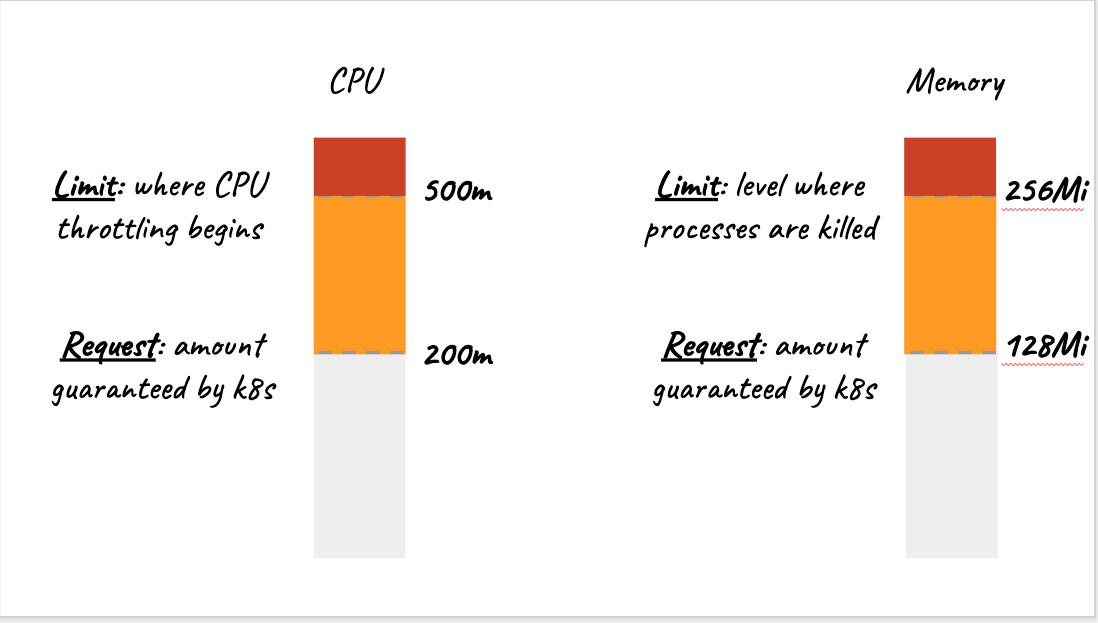 CPU
Memory
Limit: where CPU
throttling begins
500m
Request: amount
guaranteed by k8s
200m
Limit: level where
processes are killed
256Mi
Request: amount
guaranteed by k8s
128Mi